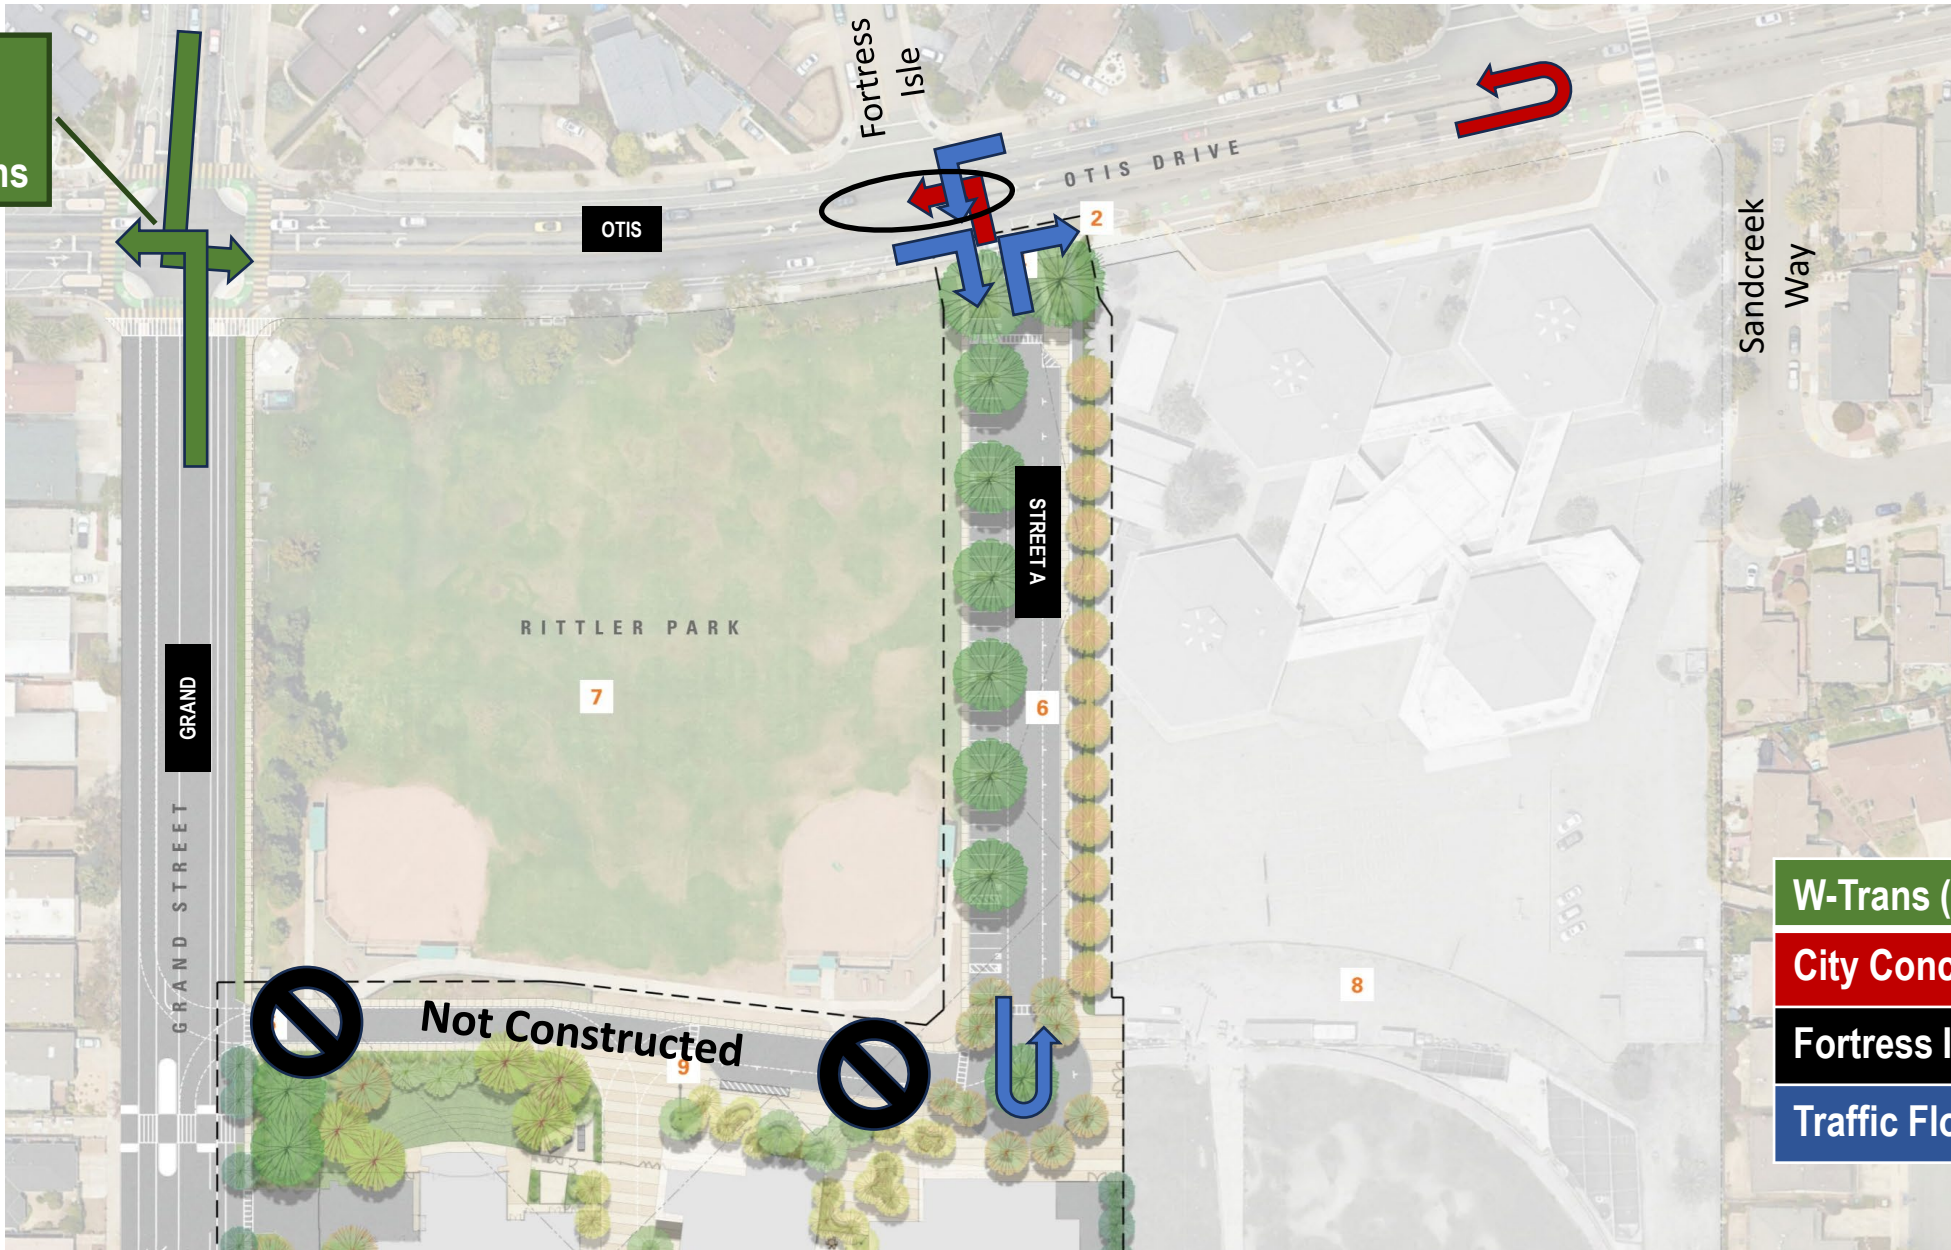 ns
Fortress
Isle
OTIS DRIVE
2
OTIS
Sandcreek
Way
STREET A
RITTLER PARK
7
6
GRAND
GRAND STREET
W-Trans (
City Conc
Fortress I
Traffic Flo
8
Not Constructed
9